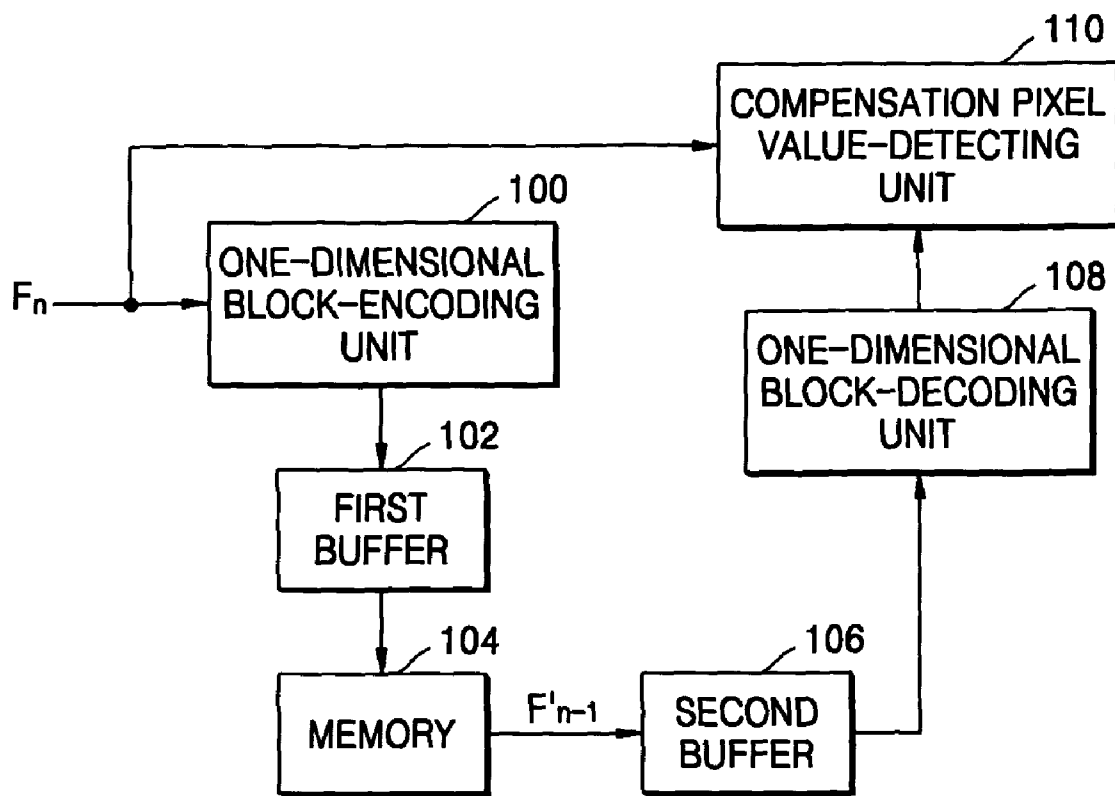 110
COMPENSATION PIXEL
VALUE-DETECTING
UNIT
100
ONE-DIMENSIONAL
BLOCK-ENCODING
UNIT
Fn
108
ONE-DIMENSIONAL
BLOCK-DECODING
UNIT
102
FIRST
BUFFER
104
MEMORY
F'n-1
106
SECOND
BUFFER